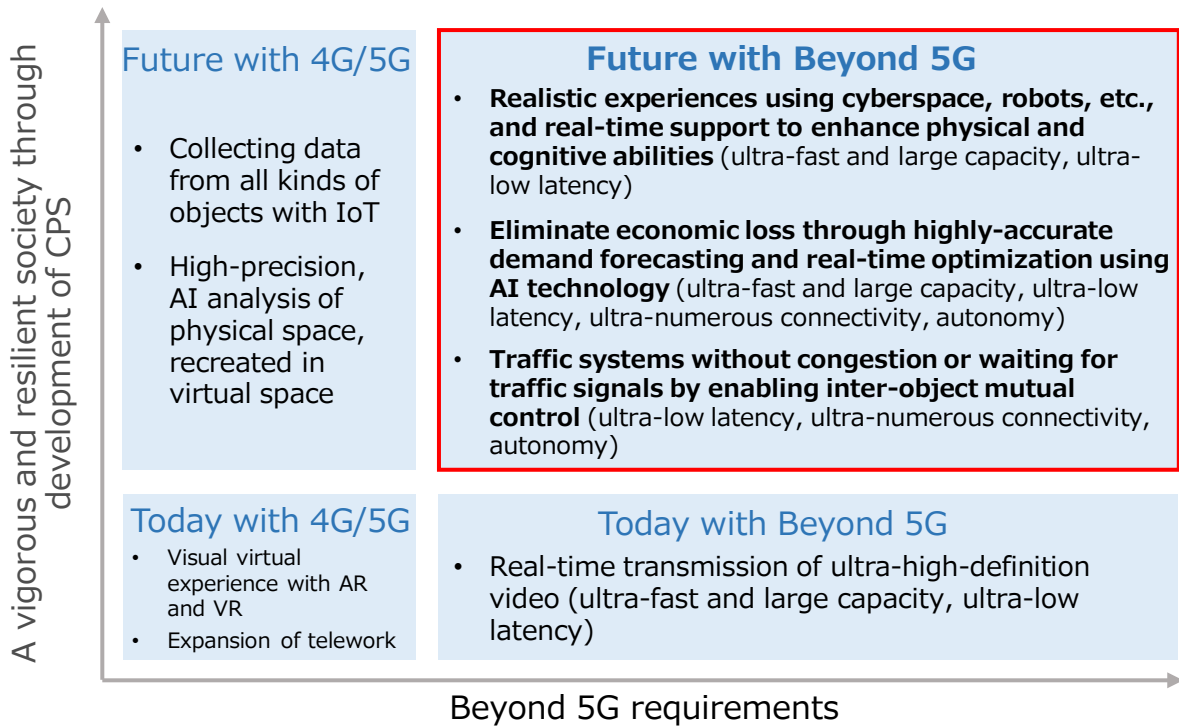 A vigorous and resilient society through
development of CPS
Future with 4G/5G
• Collecting data
from all kinds of
objects with IoT
• High-precision,
AI analysis of
physical space,
recreated in
virtual space
Future with Beyond 5G
• Realistic experiences using cyberspace, robots, etc.,
and real-time support to enhance physical and
cognitive abilities (ultra-fast and large capacity, ultra-
low latency)
• Eliminate economic loss through highly-accurate
demand forecasting and real-time optimization using
AI technology (ultra-fast and large capacity, ultra-low
latency, ultra-numerous connectivity, autonomy)
• Traffic systems without congestion or waiting for
traffic signals by enabling inter-object mutual
control (ultra-low latency, ultra-numerous connectivity,
autonomy)
Today with 4G/5G
• Visual virtual
experience with AR
and VR
• Expansion of telework
Today with Beyond 5G
• Real-time transmission of ultra-high-definition
video (ultra-fast and large capacity, ultra-low
latency)
Beyond 5G requirements